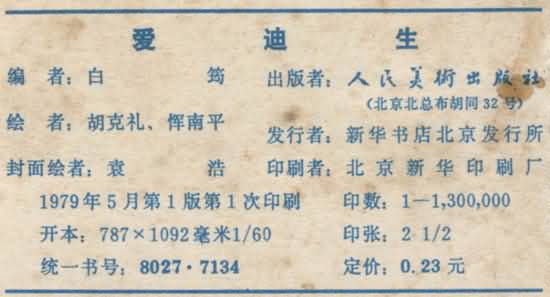 爱迪生
编者：白筠
出版者：人民美術出版社
（北京北总布胡同32号）
绘者：胡克礼、恽南平
发行者：新华书店北京发行所
封面绘者：袁浩
印刷者：北京新华印刷厂
1979年5月第1版第1次印刷
印数：1—1,300,000
开本：787×1092毫米1/60
印张：2 1/2
统一书号：8027·7134
定价：0.23元